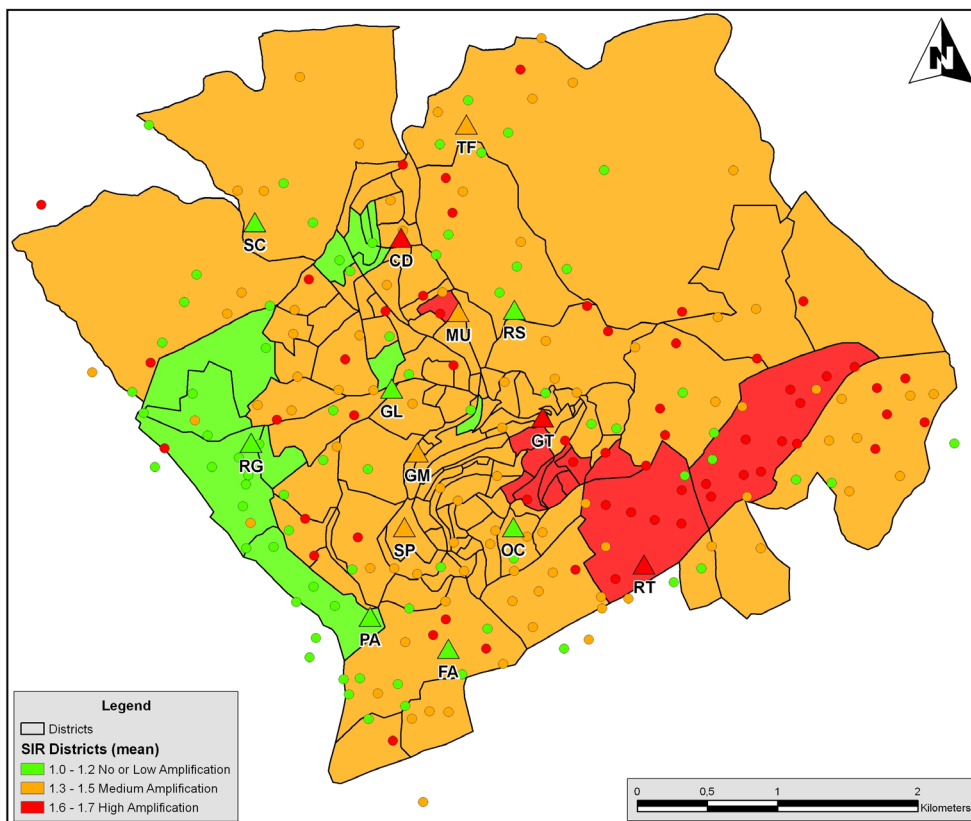 N
TF
SC
CD
MU
RS
GL
GT
RG
GM
SP
OC
RT
PA
FA
Legend
Districts
SIR Districts (mean)
1.0 - 1.2 No or Low Amplification
1.3 - 1.5 Medium Amplification
1.6 - 1.7 High Amplification
0 0,5 1 2
Kilometers